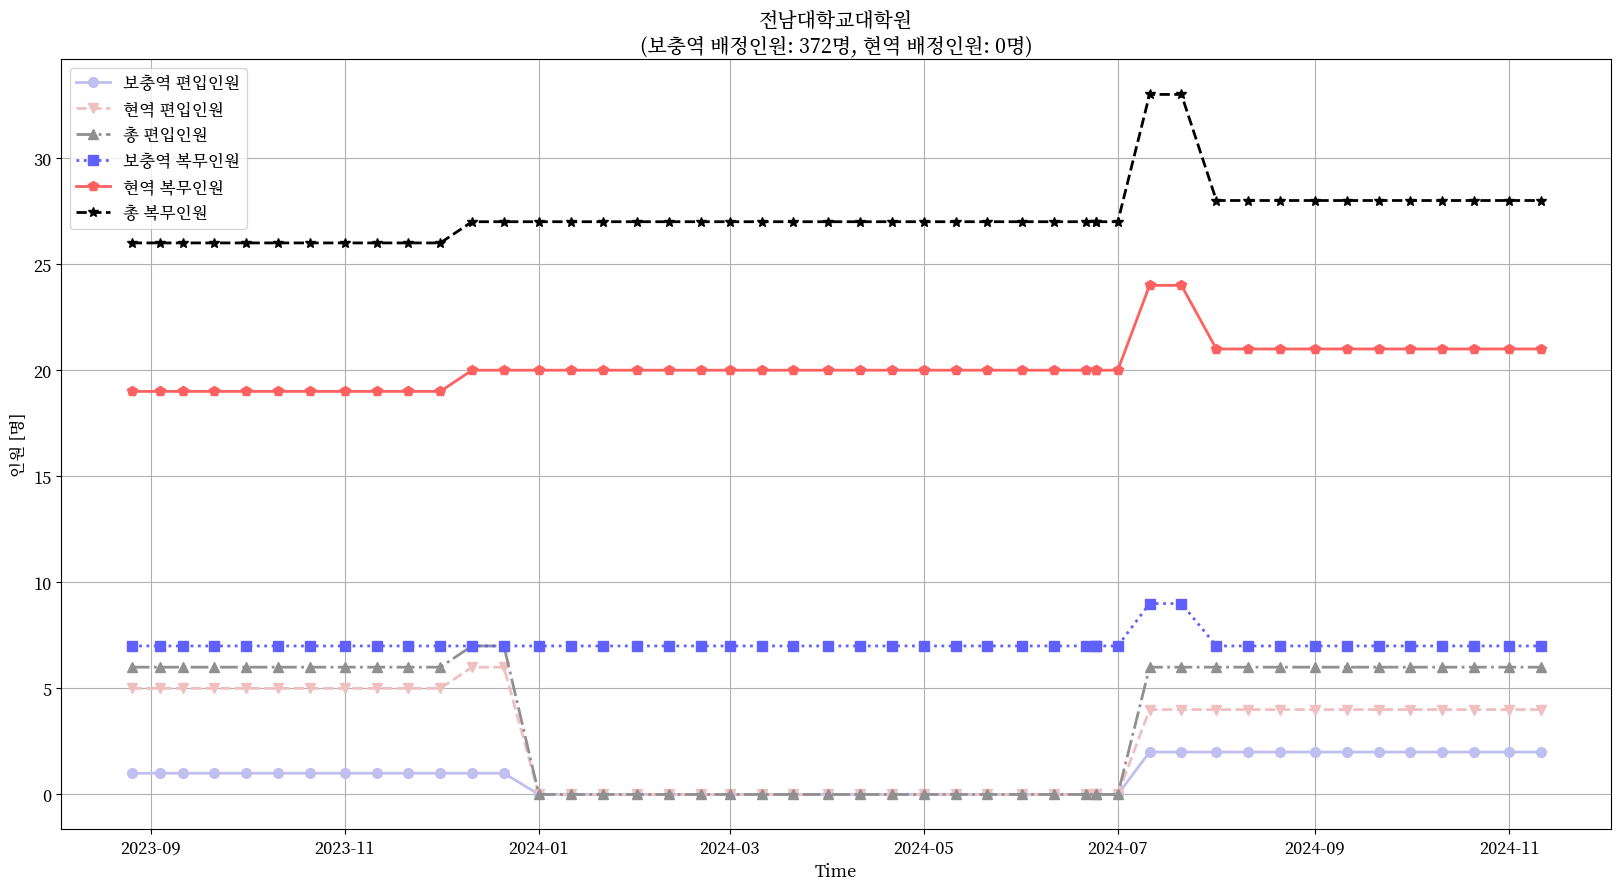 전남대학교대학원
(보충역 배정인원: 372명, 현역 배정인원: 0명)
보충역 편입인원
현역 편입인원
총 편입인원
보충역 복무인원
현역 복무인원
총 복무인원
인원 [명]
30
25
20
15
10
5
0
2023-09
2023-11
2024-01
2024-03
2024-05
2024-07
2024-09
2024-11
Time